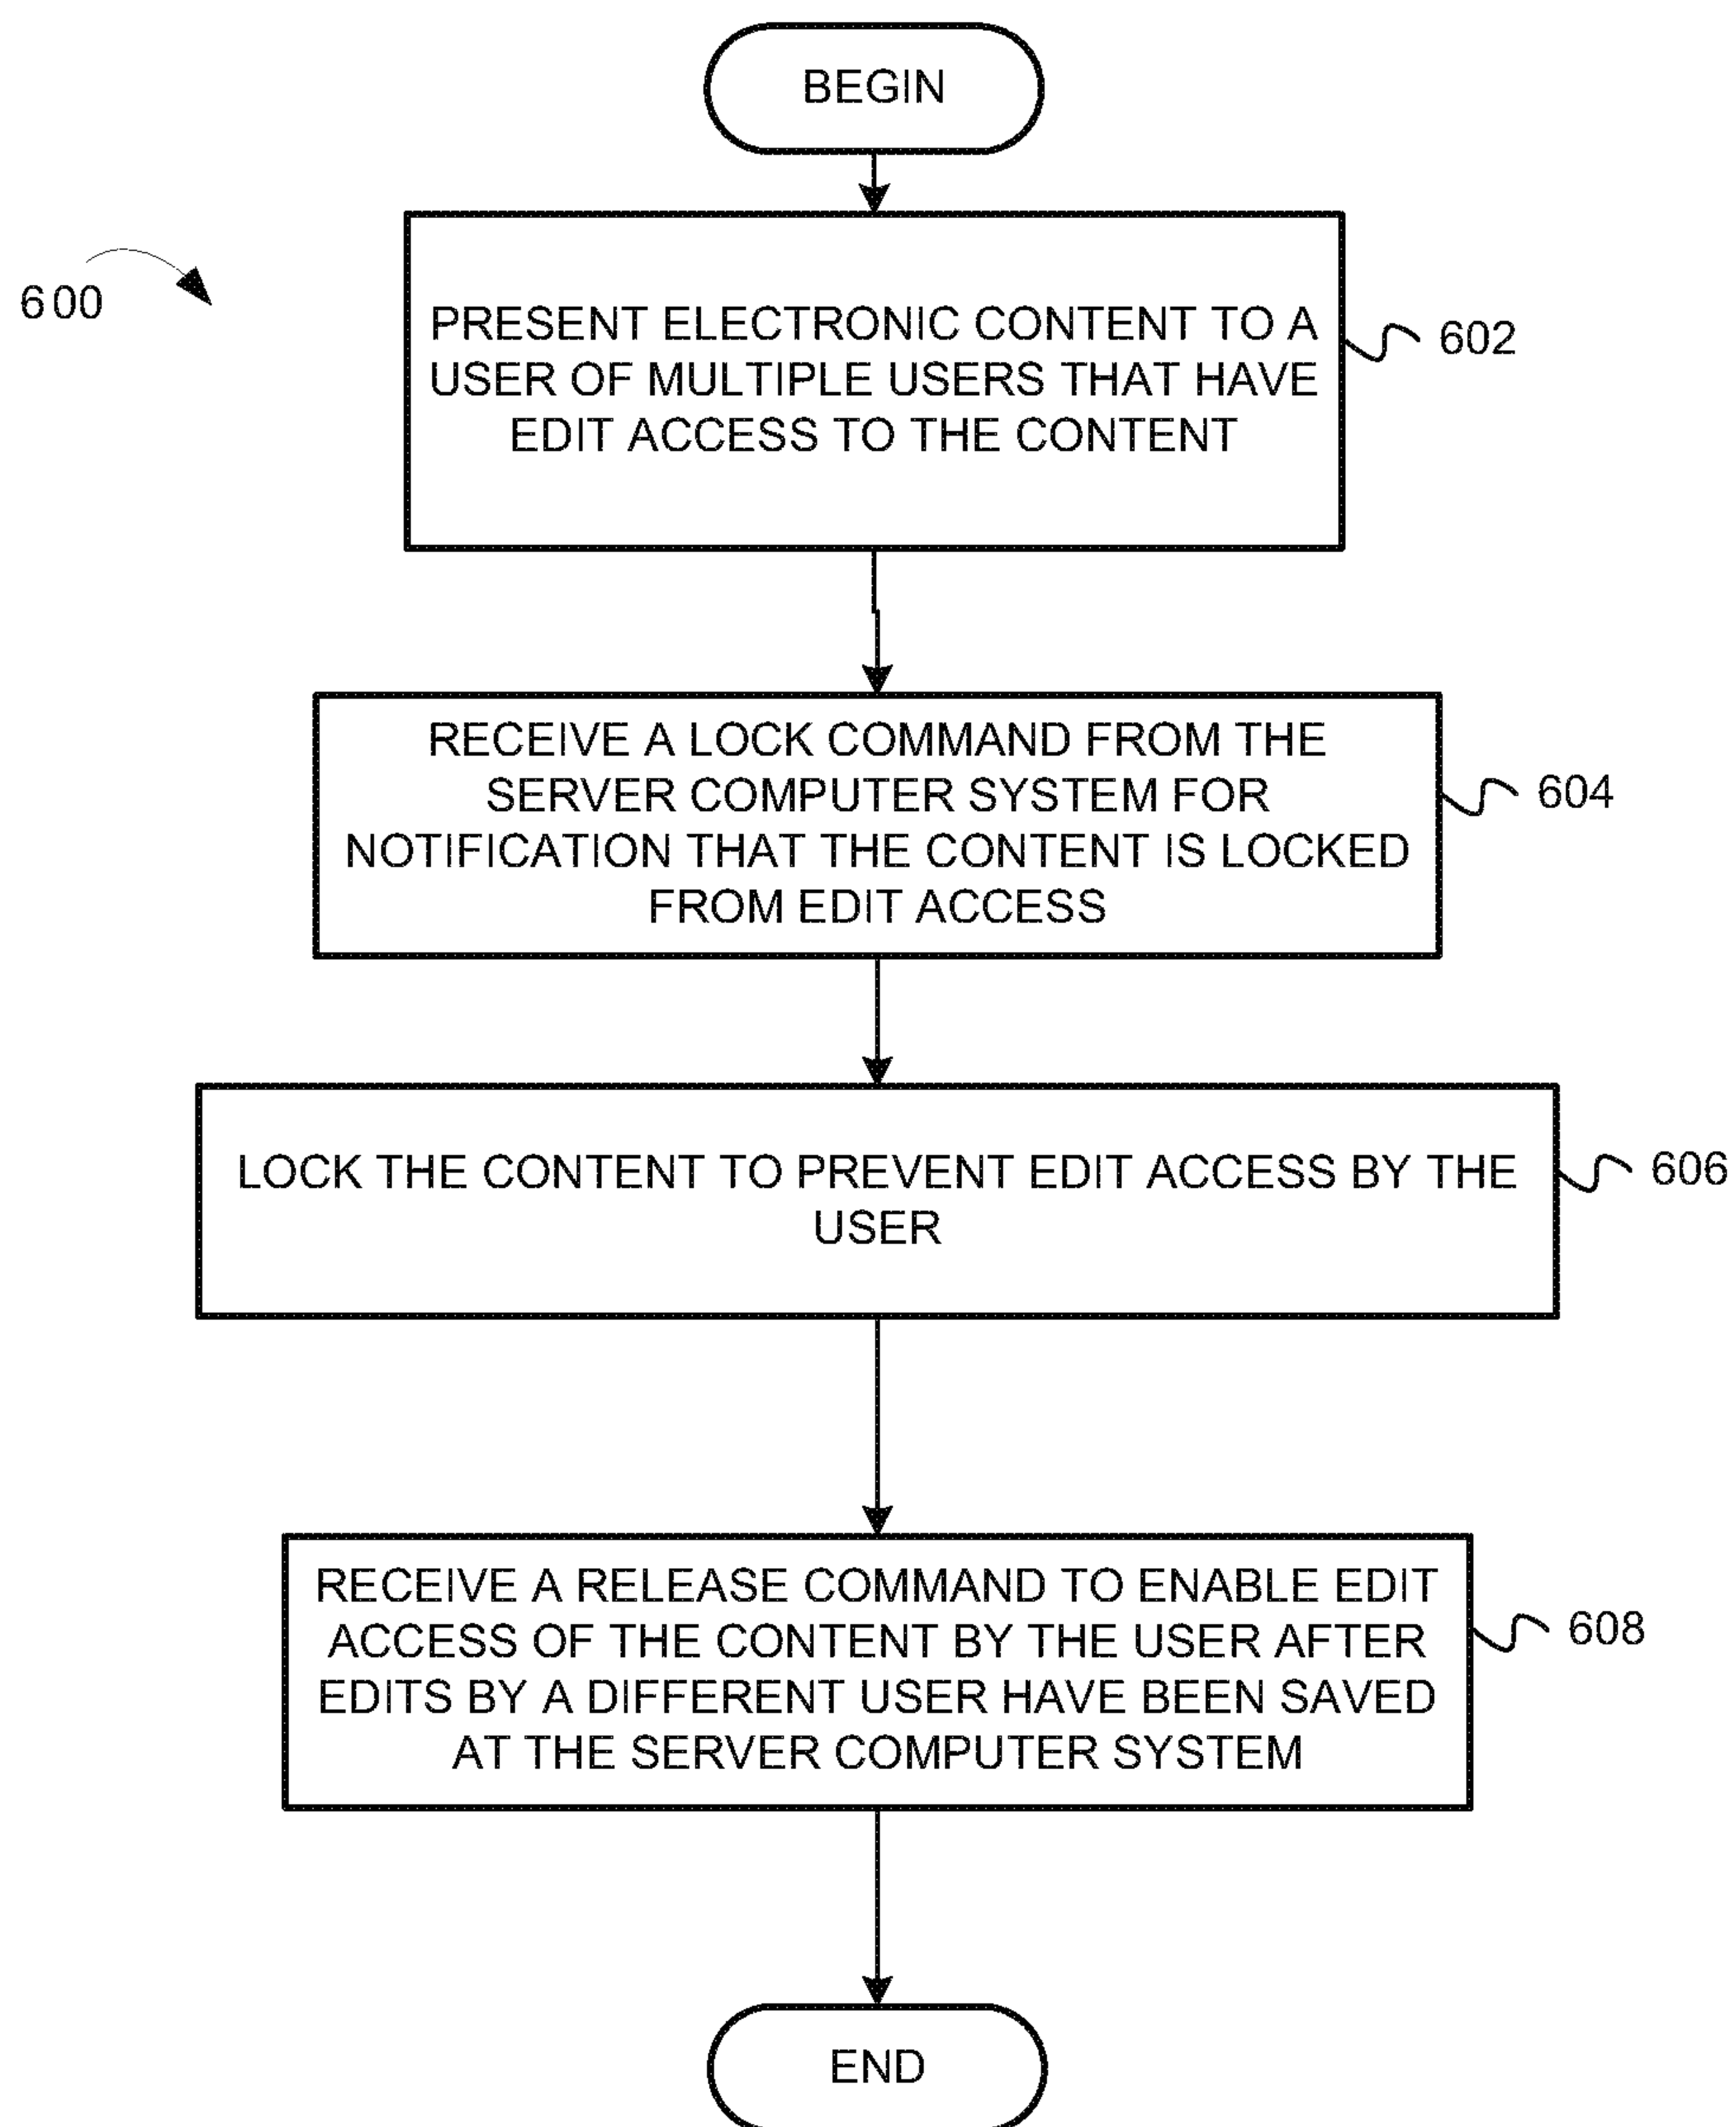 BEGIN
600
PRESENT ELECTRONIC CONTENT TO A
USER OF MULTIPLE USERS THAT HAVE
EDIT ACCESS TO THE CONTENT
602
RECEIVE A LOCK COMMAND FROM THE
SERVER COMPUTER SYSTEM FOR
NOTIFICATION THAT THE CONTENT IS LOCKED
FROM EDIT ACCESS
604
LOCK THE CONTENT TO PREVENT EDIT ACCESS BY THE
USER
606
RECEIVE A RELEASE COMMAND TO ENABLE EDIT
ACCESS OF THE CONTENT BY THE USER AFTER
EDITS BY A DIFFERENT USER HAVE BEEN SAVED
AT THE SERVER COMPUTER SYSTEM
608
END